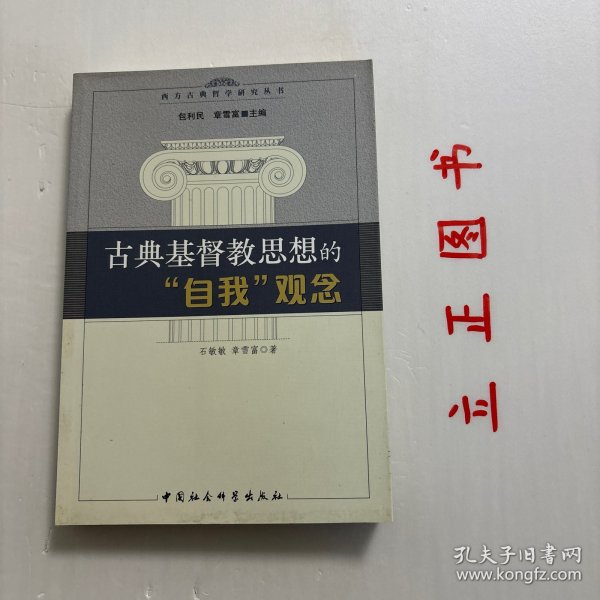 西方古典哲学研究丛书
包利民 章雪富■主编
古典基督教思想的
“自我”观念
石敏敏 章雪富◎著
中国社会科学出版社
立正图书
孔夫子旧书网
www.kongfz.com